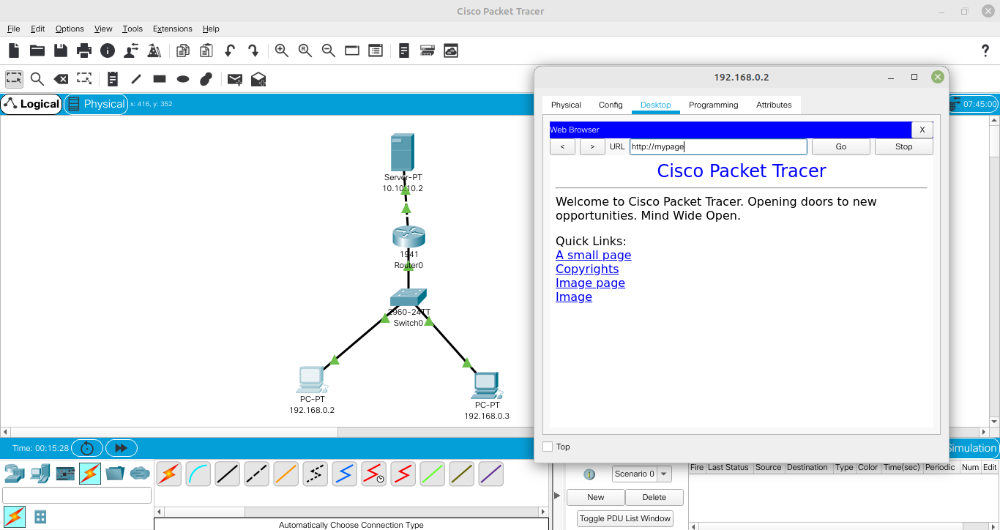 Cisco Packet Tracer
File Edit Options View Tools Extensions Help
?
Logical Physical x: 416, y: 352
07:45:00
Server-PT
10.10.10.2
1941
Router0
2960-24TT
Switch0
PC-PT
192.168.0.2
PC-PT
192.168.0.3
192.168.0.2
Physical Config Desktop Programming Attributes
Web Browser X
< > URL http://mypage Go Stop
Cisco Packet Tracer
Welcome to Cisco Packet Tracer. Opening doors to new
opportunities. Mind Wide Open.
Quick Links:
A small page
Copyrights
Image page
Image
Top
Time: 00:15:28
Simulation
Scenario 0
New Delete
Toggle PDU List Window
Fire Last Status Source Destination Type Color Time(sec) Periodic Num Edit
Automatically Choose Connection Type